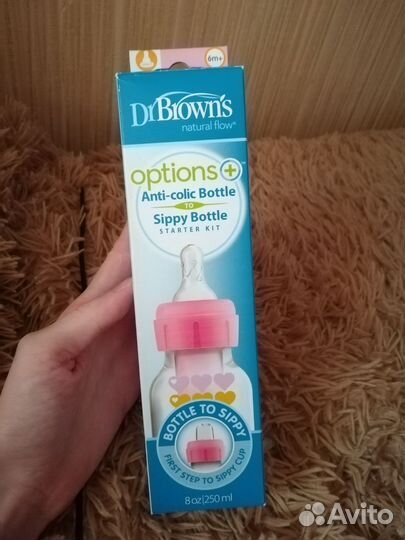 6m+
Dr Brown's
natural flow®
options+™
Anti-colic Bottle
TO
Sippy Bottle
STARTER KIT
BOTTLE TO SIPPY
FIRST STEP TO SIPPY CUP
8 oz|250 ml
Avito